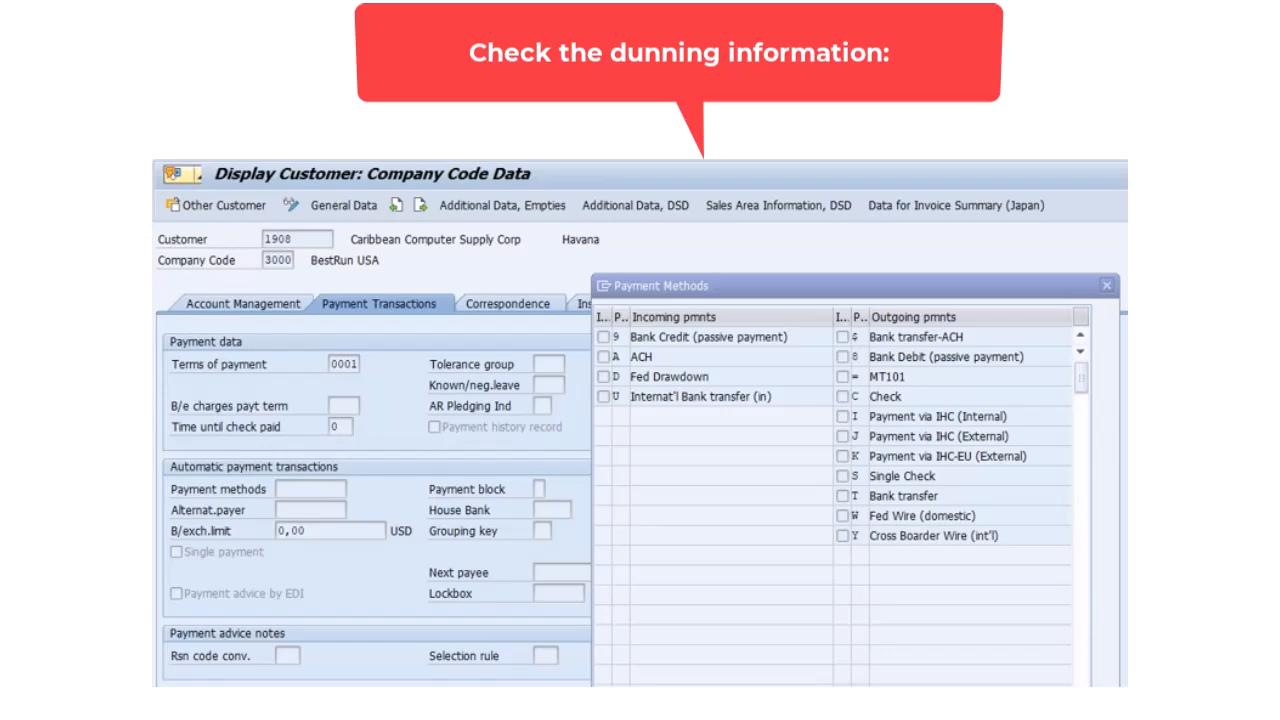 Check the dunning information:
Display Customer: Company Code Data
Other Customer General Data Additional Data, Empties Additional Data, DSD Sales Area Information, DSD Data for Invoice Summary (Japan)
Customer 1908 Caribbean Computer Supply Corp Havana
Company Code 3000 BestRun USA
Account Management Payment Transactions Correspondence Ins
Payment data
Terms of payment 0001 Tolerance group
Known/neg.leave
B/e charges payt term AR Pledging Ind
Time until check paid 0 Payment history record
Automatic payment transactions
Payment methods Payment block
Alternat.payer House Bank
B/exch.limit 0,00 USD Grouping key
Single payment
Next payee
Payment advice by EDI Lockbox
Payment advice notes
Rsn code conv. Selection rule
Payment Methods
I... P.. Incoming pmnts I... P.. Outgoing pmnts
9 Bank Credit (passive payment) Bank transfer-ACH
A ACH 8 Bank Debit (passive payment)
D Fed Drawdown = MT101
U Internat'l Bank transfer (in) C Check
I Payment via IHC (Internal)
J Payment via IHC (External)
K Payment via IHC-EU (External)
S Single Check
T Bank transfer
W Fed Wire (domestic)
Y Cross Boarder Wire (int'l)